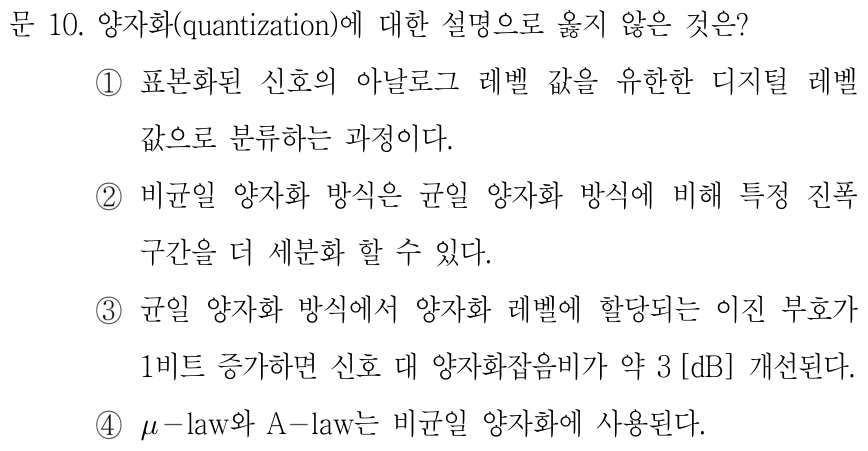 문 10. 양자화(quantization)에 대한 설명으로 옳지 않은 것은?
① 표본화된 신호의 아날로그 레벨 값을 유한한 디지털 레벨
값으로 분류하는 과정이다.
② 비균일 양자화 방식은 균일 양자화 방식에 비해 특정 진폭
구간을 더 세분화 할 수 있다.
③ 균일 양자화 방식에서 양자화 레벨에 할당되는 이진 부호가
1비트 증가하면 신호 대 양자화잡음비가 약 3 [dB] 개선된다.
④ μ-law와 A-law는 비균일 양자화에 사용된다.